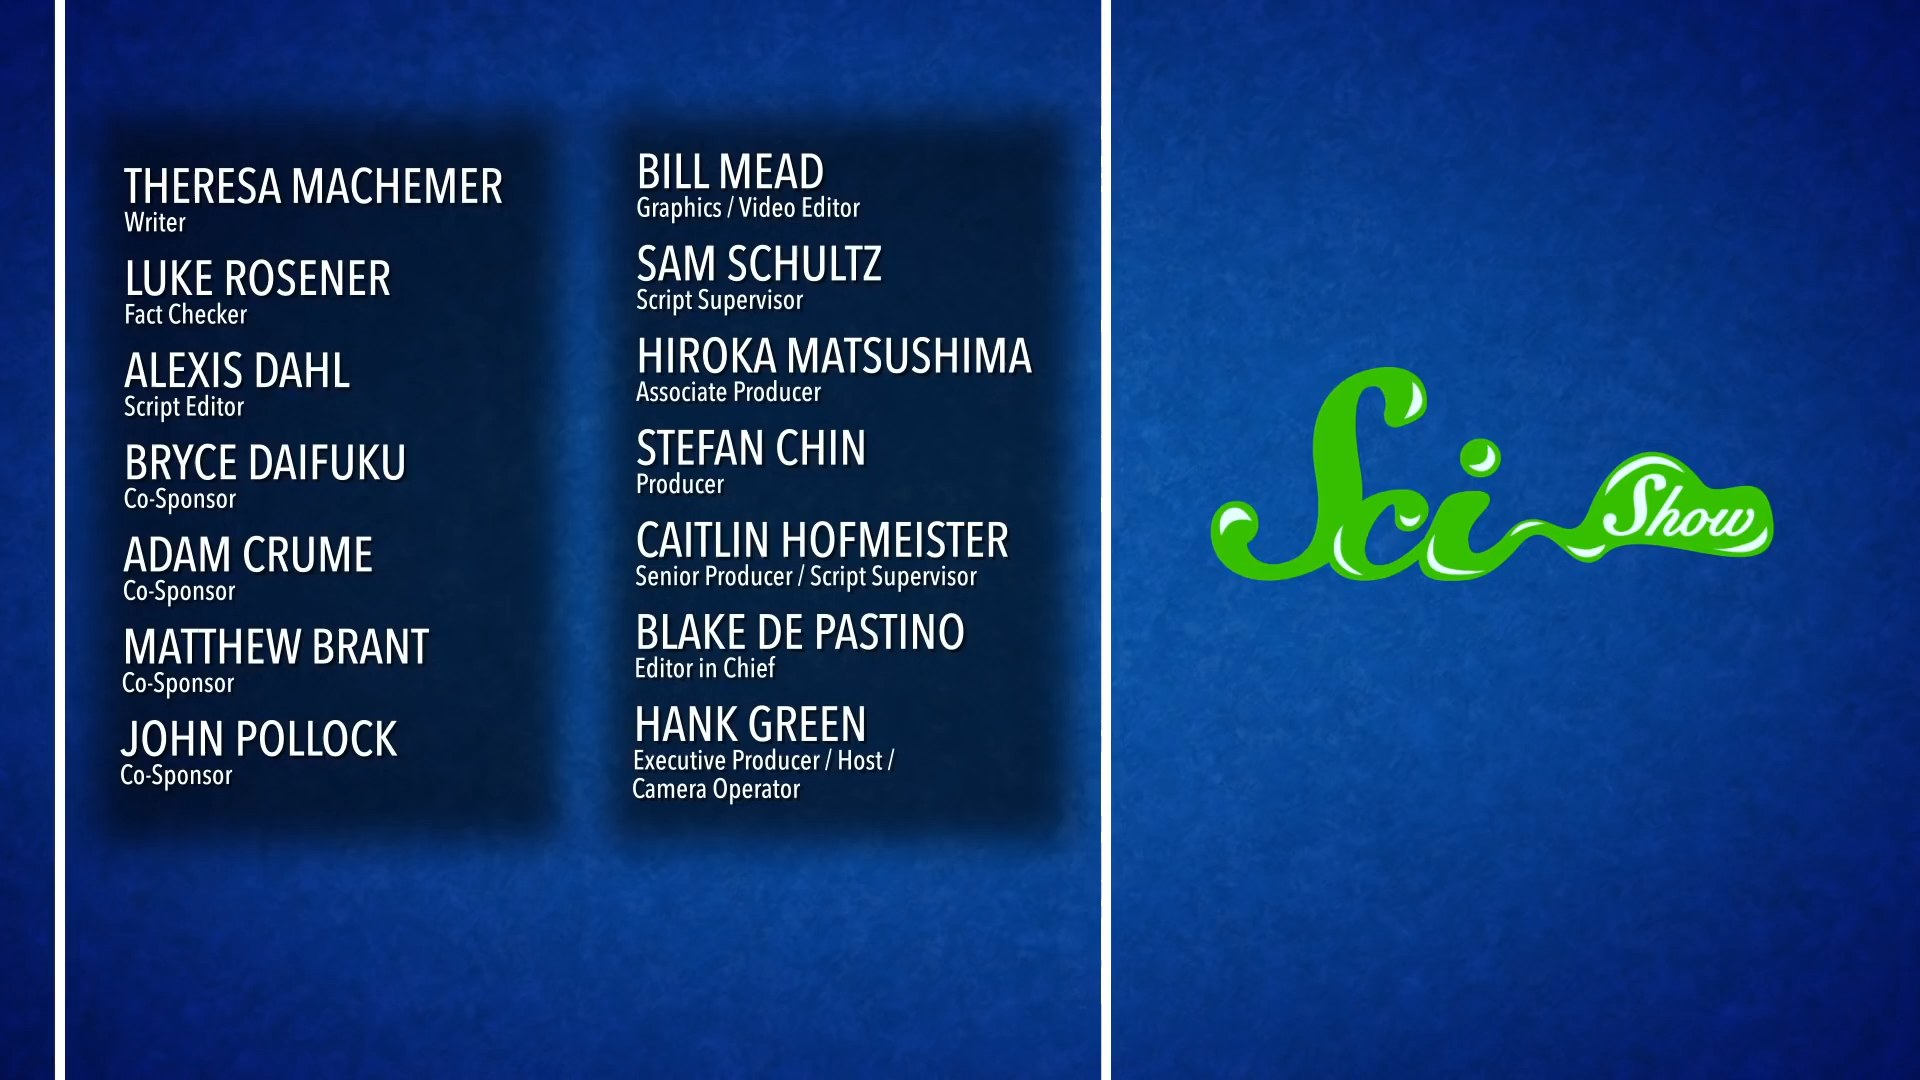 THERESA MACHEMER
Writer
LUKE ROSENER
Fact Checker
ALEXIS DAHL
Script Editor
BRYCE DAIFUKU
Co-Sponsor
ADAM CRUME
Co-Sponsor
MATTHEW BRANT
Co-Sponsor
JOHN POLLOCK
Co-Sponsor
BILL MEAD
Graphics / Video Editor
SAM SCHULTZ
Script Supervisor
HIROKA MATSUSHIMA
Associate Producer
STEFAN CHIN
Producer
CAITLIN HOFMEISTER
Senior Producer / Script Supervisor
BLAKE DE PASTINO
Editor in Chief
HANK GREEN
Executive Producer / Host /
Camera Operator
Sci Show